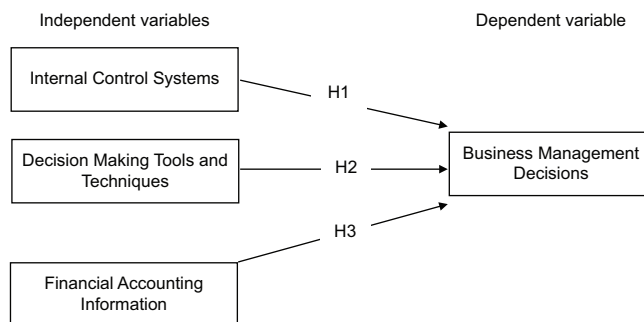 Independent variables
Dependent variable
Internal Control Systems
H1
Decision Making Tools and
Techniques
H2
Business Management
Decisions
H3
Financial Accounting
Information